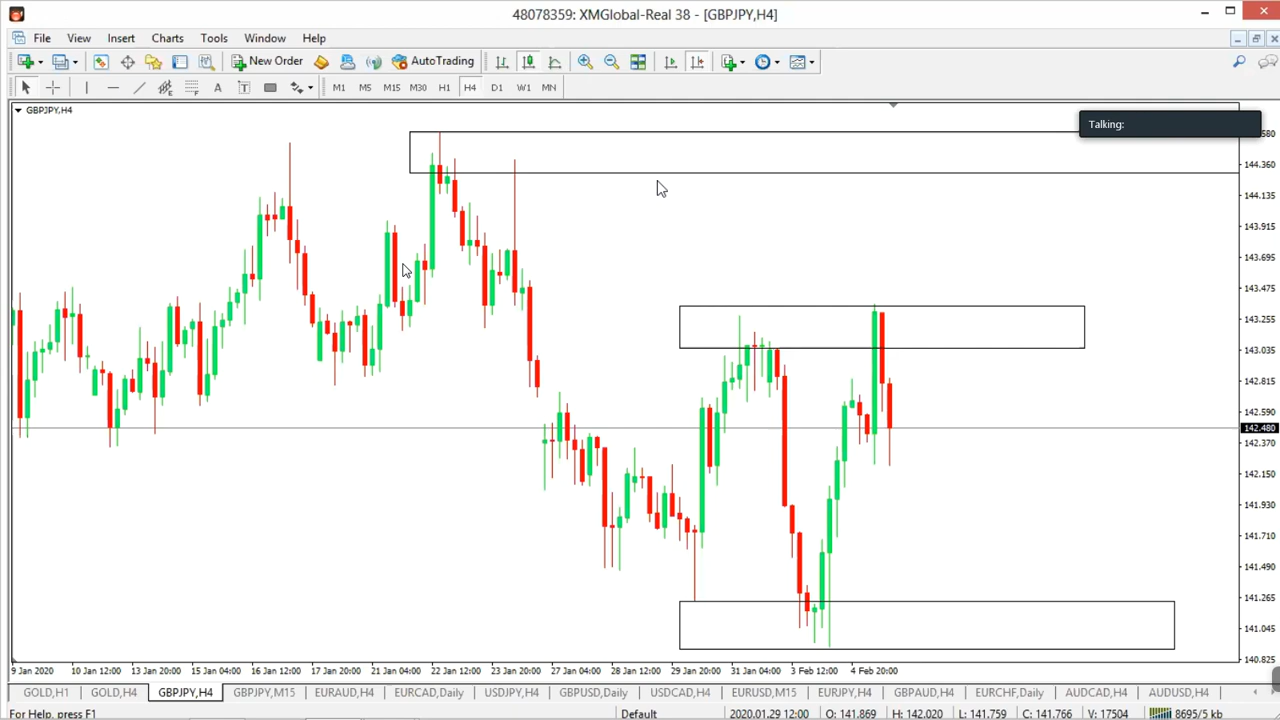 48078359: XMGlobal-Real 38 - [GBPJPY,H4]
File View Insert Charts Tools Window Help
New Order AutoTrading
A T M1 M5 M15 M30 H1 H4 D1 W1 MN
GBPJPY,H4
Talking:
580
144.360
144.135
143.915
143.695
143.475
143.255
143.035
142.815
142.590
142.480
142.370
142.150
141.930
141.710
141.490
141.265
141.045
140.825
9 Jan 2020 10 Jan 12:00 13 Jan 20:00 15 Jan 04:00 16 Jan 12:00 17 Jan 20:00 21 Jan 04:00 22 Jan 12:00 23 Jan 20:00 27 Jan 04:00 28 Jan 12:00 29 Jan 20:00 31 Jan 04:00 3 Feb 12:00 4 Feb 20:00
GOLD,H1 GOLD,H4 GBPJPY,H4 GBPJPY,M15 EURAUD,H4 EURCAD,Daily USDJPY,H4 GBPUSD,Daily USDCAD,H4 EURUSD,M15 EURJPY,H4 GBPAUD,H4 EURCHF,Daily AUDCAD,H4 AUDUSD,H4
For Help, press F1 Default 2020.01.29 12:00 O: 141.869 H: 142.020 L: 141.759 C: 141.766 V: 17504 8695/5 kb